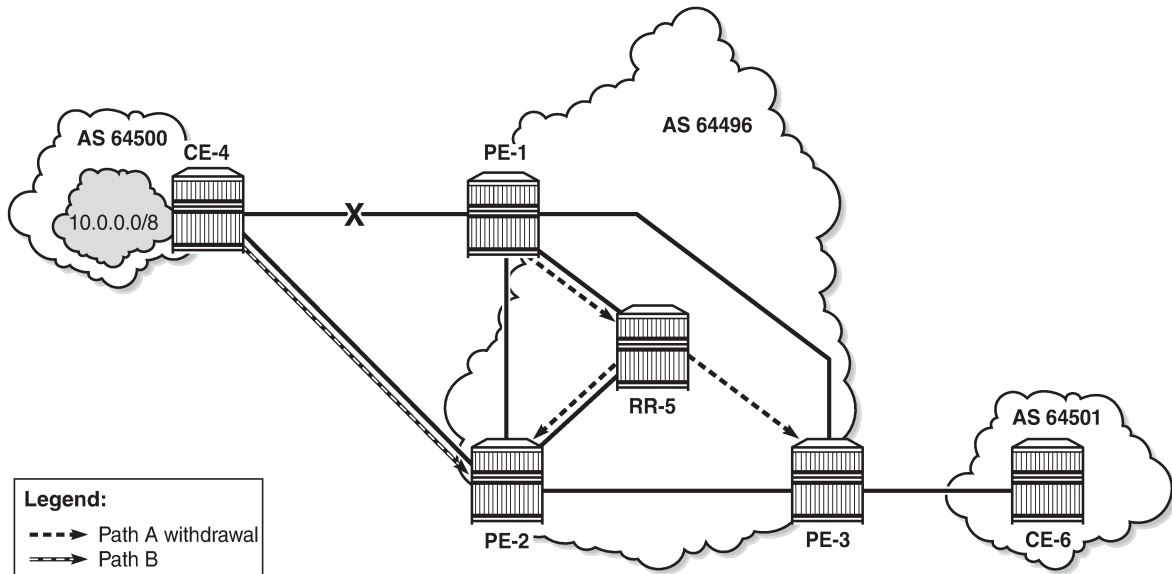 AS 64500
CE-4
10.0.0.0/8
PE-1
AS 64496
X
RR-5
PE-2
PE-3
AS 64501
CE-6
Legend:
Path A withdrawal
Path B